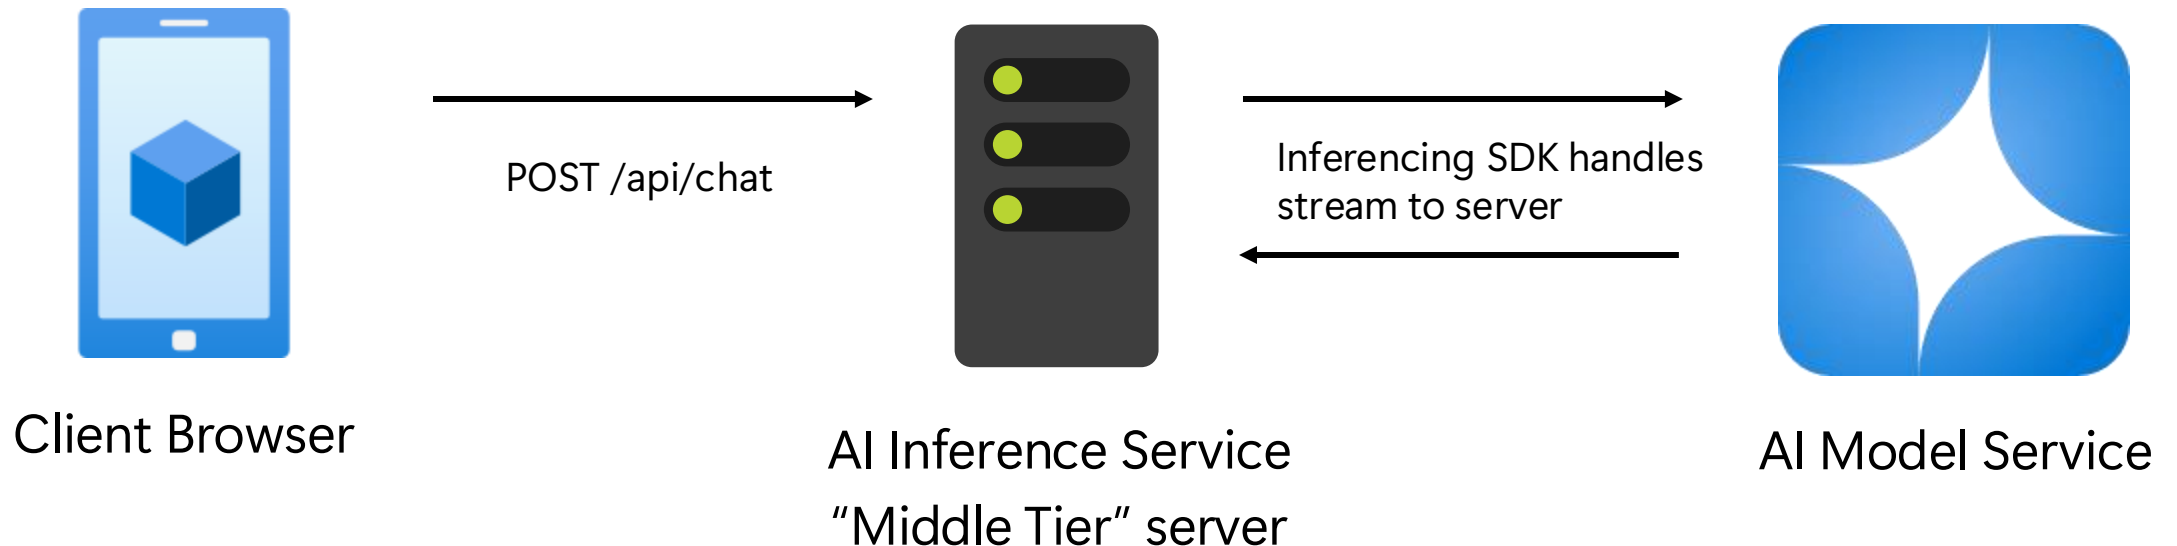 POST /api/chat
Inferencing SDK handles
stream to server
Client Browser
AI Inference Service
“Middle Tier” server
AI Model Service